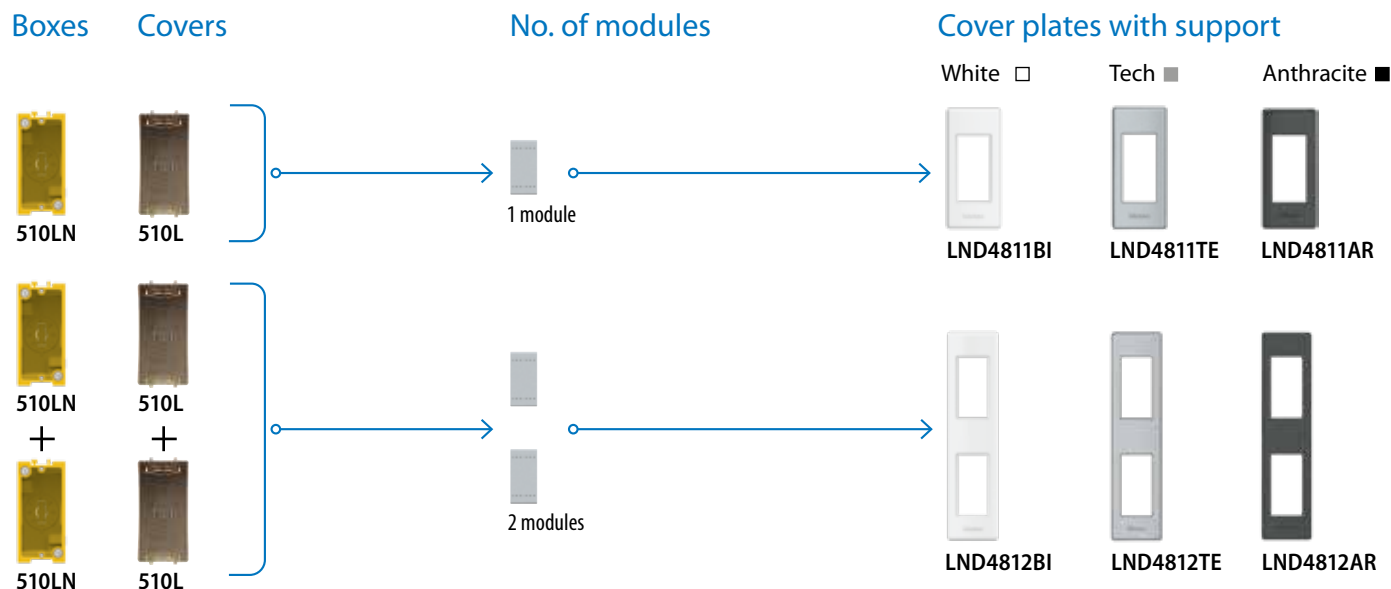 Boxes Covers No. of modules Cover plates with support
White Tech Anthracite
1 module
510LN 510L LND4811BI LND4811TE LND4811AR
510LN 510L
+ +
2 modules
510LN 510L LND4812BI LND4812TE LND4812AR